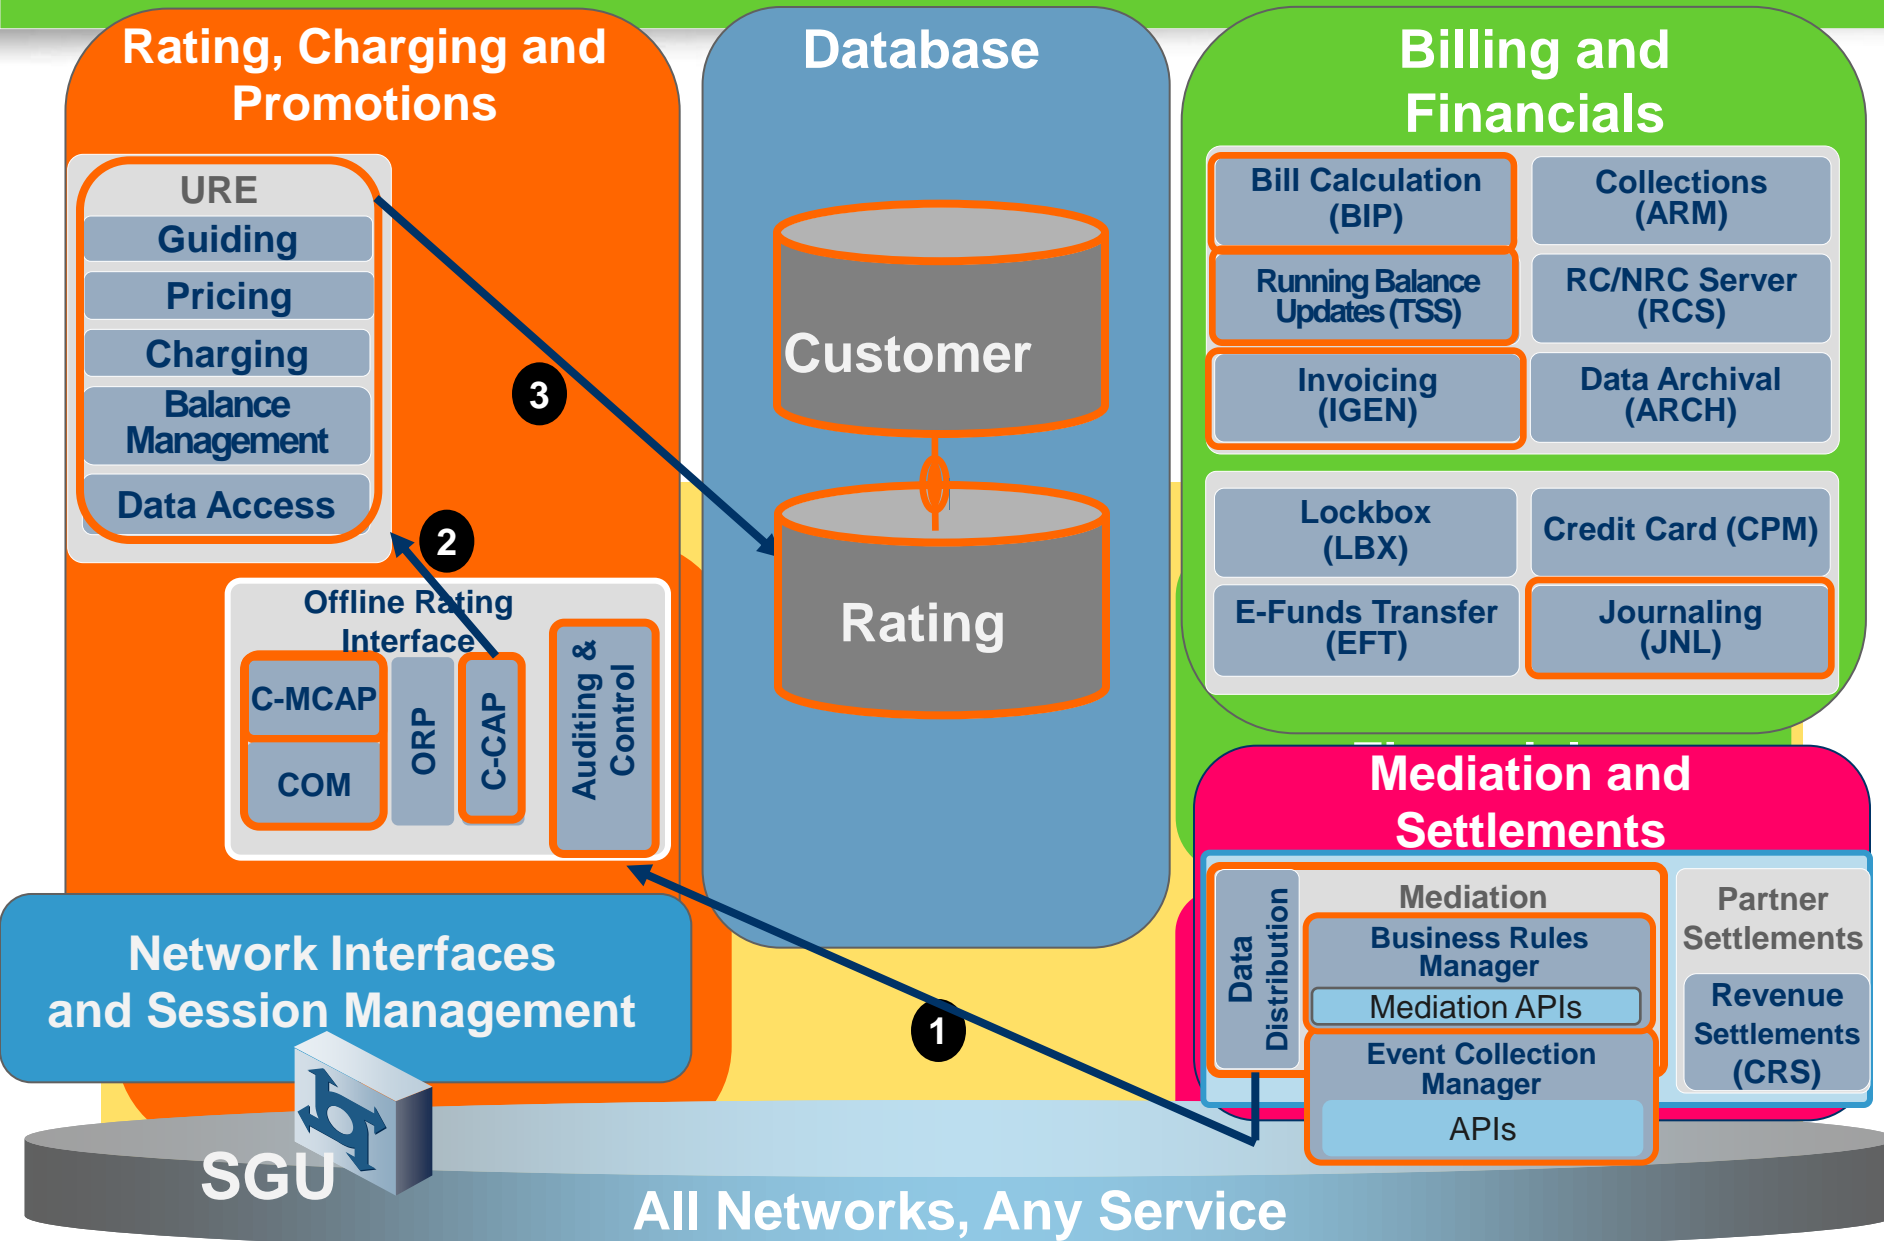 Rating, Charging and
Promotions
URE
Guiding
Pricing
Charging
Balance
Management
Data Access
3
2
Offline Rating
Interface
C-MCAP
COM
ORP
C-CAP
Auditing &
Control
Network Interfaces
and Session Management
SGU
Database
Customer
Rating
1
Billing and
Financials
Bill Calculation
(BIP)
Collections
(ARM)
Running Balance
Updates (TSS)
RC/NRC Server
(RCS)
Invoicing
(IGEN)
Data Archival
(ARCH)
Lockbox
(LBX)
Credit Card (CPM)
E-Funds Transfer
(EFT)
Journaling
(JNL)
Mediation and
Settlements
Data
Distribution
Mediation
Business Rules
Manager
Mediation APIs
Event Collection
Manager
APIs
Partner
Settlements
Revenue
Settlements
(CRS)
All Networks, Any Service